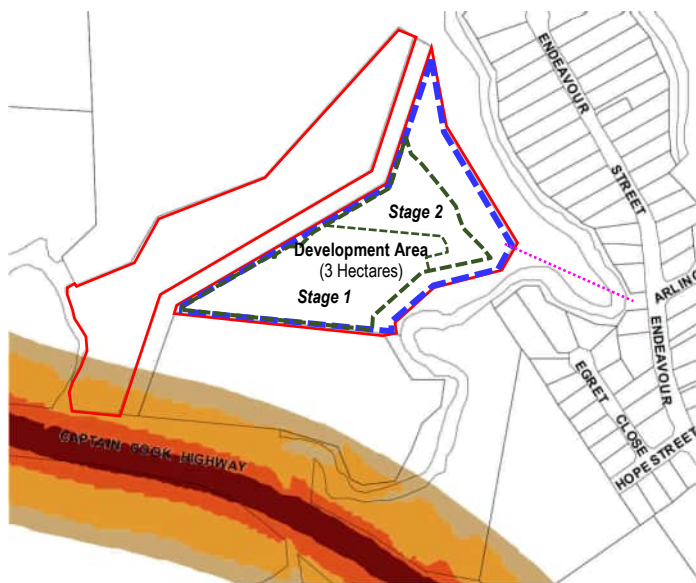 ENDEAVOUR
STREET
Stage 2
Development Area
(3 Hectares)
Stage 1
ARLING
ENDEAVOUR
EGRET
CLOSE
CAPTAIN COOK HIGHWAY
HOPE STREET